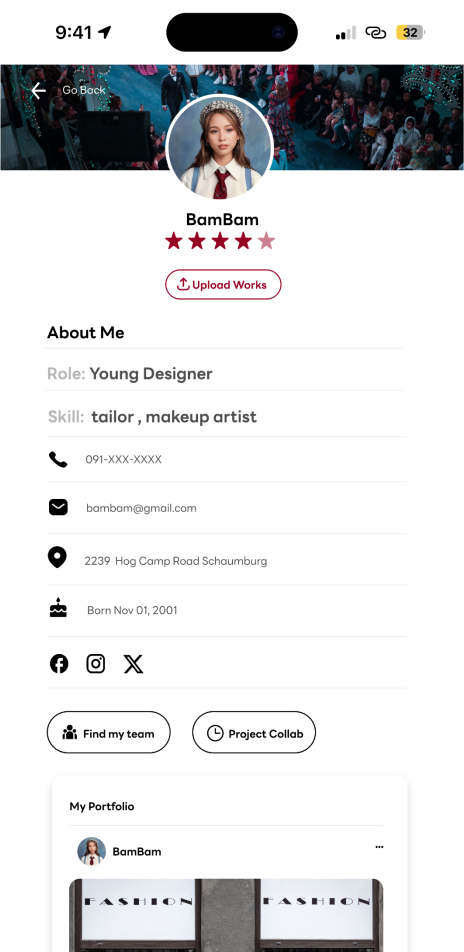 9:41
32
Go Back
BamBam
Upload Works
About Me
Role: Young Designer
Skill: tailor , makeup artist
091-XXX-XXXX
bambam@gmail.com
2239 Hog Camp Road Schaumburg
Born Nov 01, 2001
Find my team
Project Collab
My Portfolio
BamBam
FASHION
FASHION